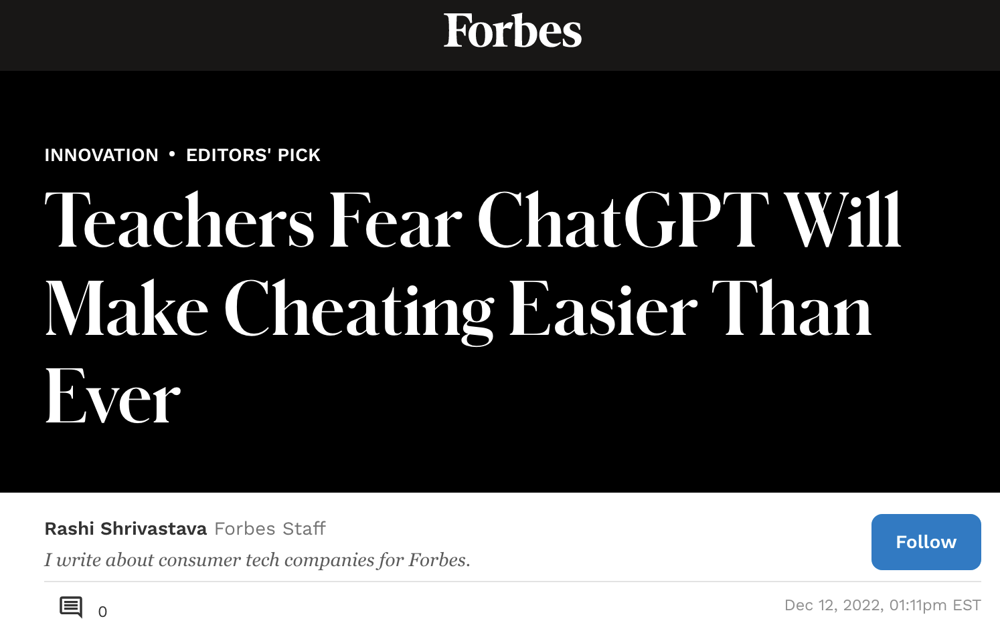 Forbes
INNOVATION • EDITORS' PICK
Teachers Fear ChatGPT Will
Make Cheating Easier Than
Ever
Rashi Shrivastava Forbes Staff
Follow
I write about consumer tech companies for Forbes.
0
Dec 12, 2022, 01:11pm EST